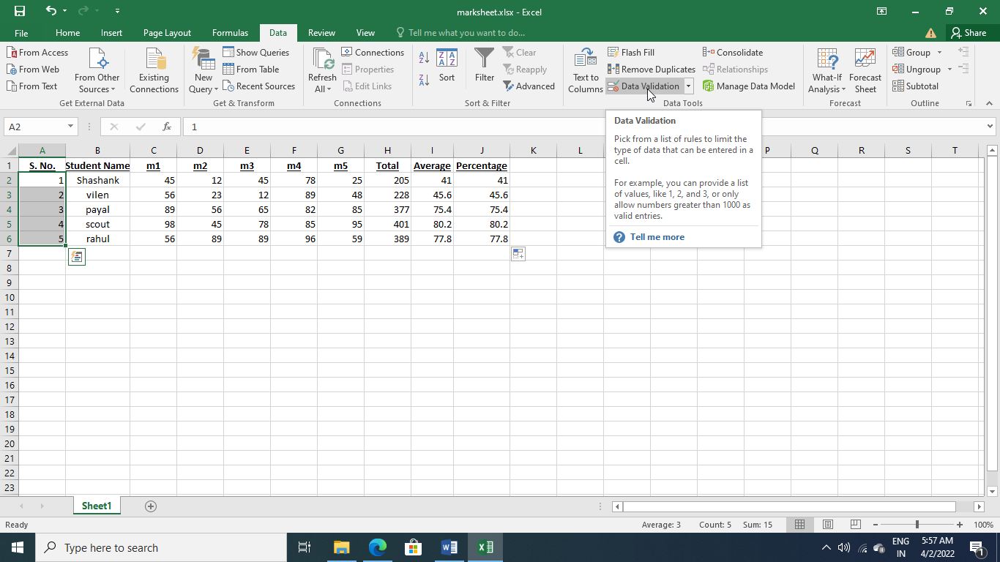 marksheet.xlsx - Excel
File Home Insert Page Layout Formulas Data Review View Tell me what you want to do... Share
From Access
From Web
From Text
From Other Sources
Existing Connections
Get External Data
New Query
Show Queries
From Table
Recent Sources
Get & Transform
Refresh All
Connections
Properties
Edit Links
Connections
A Z
Z A
Z A A Z
Sort
Filter
Clear
Reapply
Advanced
Sort & Filter
Text to Columns
Flash Fill
Remove Duplicates
Data Validation
Consolidate
Relationships
Manage Data Model
Data Tools
What-If Analysis
Forecast Sheet
Forecast
Group
Ungroup
Subtotal
Outline
A2 fx 1
Data Validation
Pick from a list of rules to limit the
type of data that can be entered in a
cell.
For example, you can provide a list
of values, like 1, 2, and 3, or only
allow numbers greater than 1000 as
valid entries.
? Tell me more
A B C D E F G H I J K L P Q R S T
1 S. No. Student Name m1 m2 m3 m4 m5 Total Average Percentage
2 1 Shashank 45 12 45 78 25 205 41 41
3 2 vilen 56 23 12 89 48 228 45.6 45.6
4 3 payal 89 56 65 82 85 377 75.4 75.4
5 4 scout 98 45 78 85 95 401 80.2 80.2
6 5 rahul 56 89 89 96 59 389 77.8 77.8
7
8
9
10
11
12
13
14
15
16
17
18
19
20
21
22
23
Sheet1
Ready Average: 3 Count: 5 Sum: 15 100%
Type here to search
ENG
IN
5:57 AM
4/2/2022
1